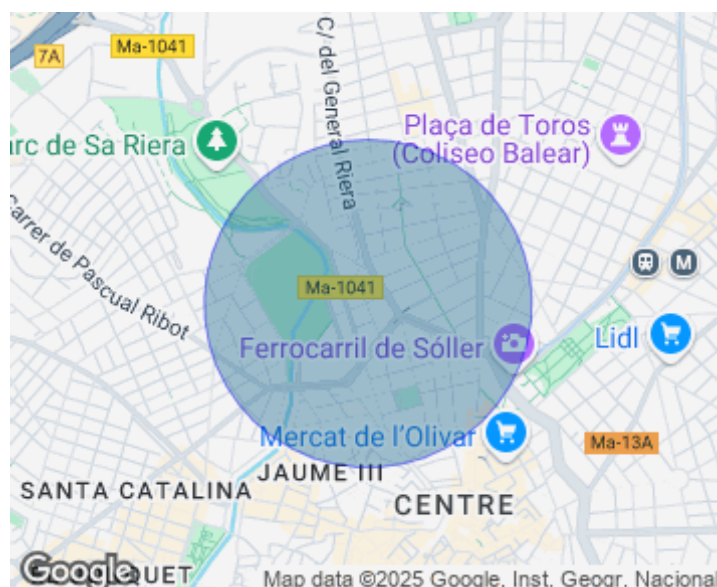 Ma-1041
7A
C/ del General Riera
arc de Sa Riera
Plaça de Toros
(Coliseo Balear)
Carrer de Pascual Ribot
M
Ma-1041
Ferrocarril de Sóller
Lidl
Mercat de l'Olivar
Ma-13A
JAUME III
SANTA CATALINA
CENTRE
Google
QUET
Map data ©2025 Google, Inst. Geogr. Nacional